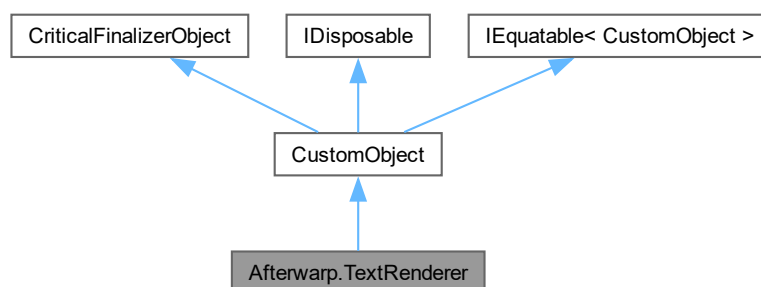 CriticalFinalizerObject
IDisposable
IEquatable< CustomObject >
CustomObject
Afterwarp.TextRenderer